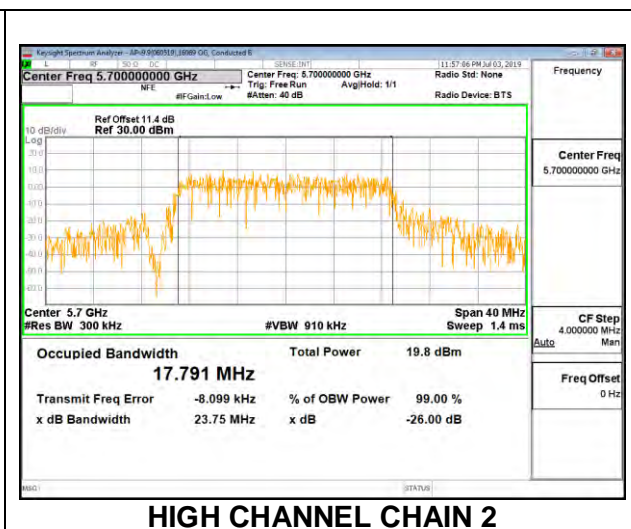 Keysight Spectrum Analyzer - AP
Conducted
L RF DC SENSE:INT 11:57:06 PM Jul 03, 2019
Center Freq 5.700000000 GHz
Center Freq: 5.700000000 GHz
Radio Std: None
NFE
Trig: Free Run Avg|Hold: 1/1
#IFGain:Low
#Atten: 40 dB
Radio Device: BTS
Frequency
Ref Offset 11.4 dB
10 dB/div Ref 30.00 dBm
Log
Center Freq
5.700000000 GHz
Center 5.7 GHz Span 40 MHz
#Res BW 300 kHz #VBW 910 kHz Sweep 1.4 ms
CF Step
4.000000 MHz
Auto Man
Occupied Bandwidth Total Power 19.8 dBm
17.791 MHz
Transmit Freq Error -8.099 kHz % of OBW Power 99.00 %
x dB Bandwidth 23.75 MHz x dB -26.00 dB
Freq Offset
0 Hz
MSG STATUS
HIGH CHANNEL CHAIN 2